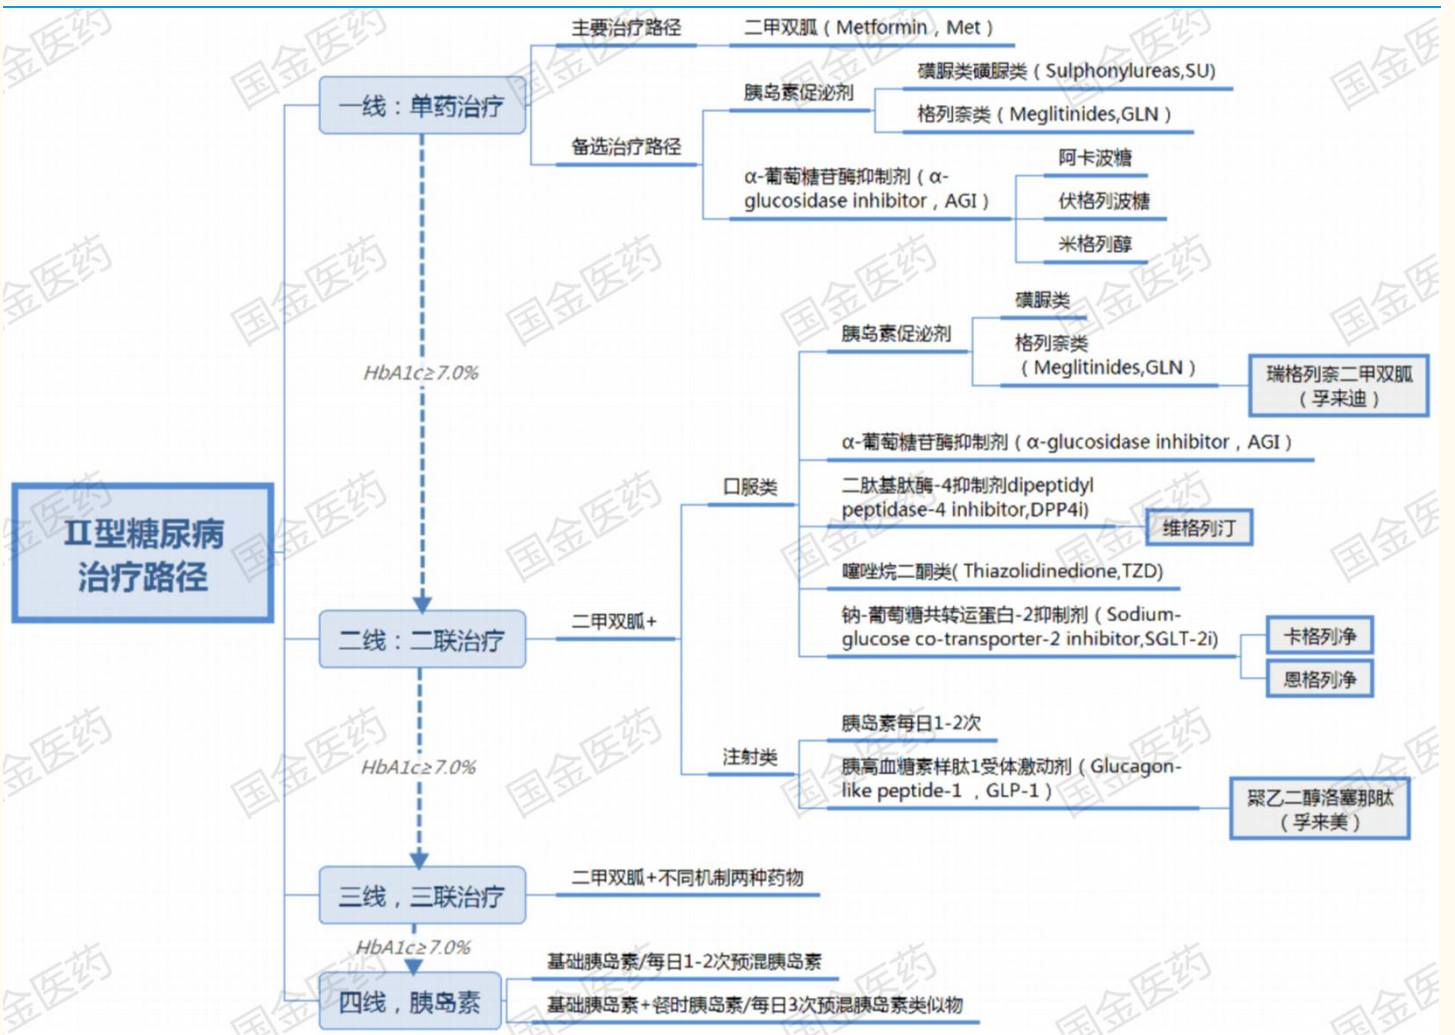 主要治疗路径
二甲双胍（Metformin，Met）
一线：单药治疗
备选治疗路径
胰岛素促泌剂
磺脲类磺脲类（Sulphonylureas,SU)
格列奈类（Meglitinides,GLN）
α-葡萄糖苷酶抑制剂（α-
glucosidase inhibitor，AGI）
阿卡波糖
伏格列波糖
米格列醇
HbA1c≥7.0%
II型糖尿病
治疗路径
二线：二联治疗
二甲双胍+
口服类
胰岛素促泌剂
磺脲类
格列奈类
（Meglitinides,GLN）
瑞格列奈二甲双胍
（孚来迪）
α-葡萄糖苷酶抑制剂（α-glucosidase inhibitor，AGI）
二肽基肽酶-4抑制剂dipeptidyl
peptidase-4 inhibitor,DPP4i)
维格列汀
噻唑烷二酮类( Thiazolidinedione,TZD)
钠-葡萄糖共转运蛋白-2抑制剂（Sodium-
glucose co-transporter-2 inhibitor,SGLT-2i)
卡格列净
恩格列净
注射类
胰岛素每日1-2次
胰高血糖素样肽1受体激动剂（Glucagon-
like peptide-1 ，GLP-1）
聚乙二醇洛塞那肽
（孚来美）
HbA1c≥7.0%
三线，三联治疗
二甲双胍+不同机制两种药物
HbA1c≥7.0%
四线，胰岛素
基础胰岛素/每日1-2次预混胰岛素
基础胰岛素+餐时胰岛素/每日3次预混胰岛素类似物
国金医药